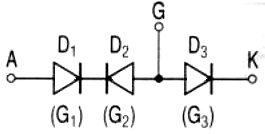 G
A D₁ D₂ D₃ K
(G₁) (G₂) (G₃)